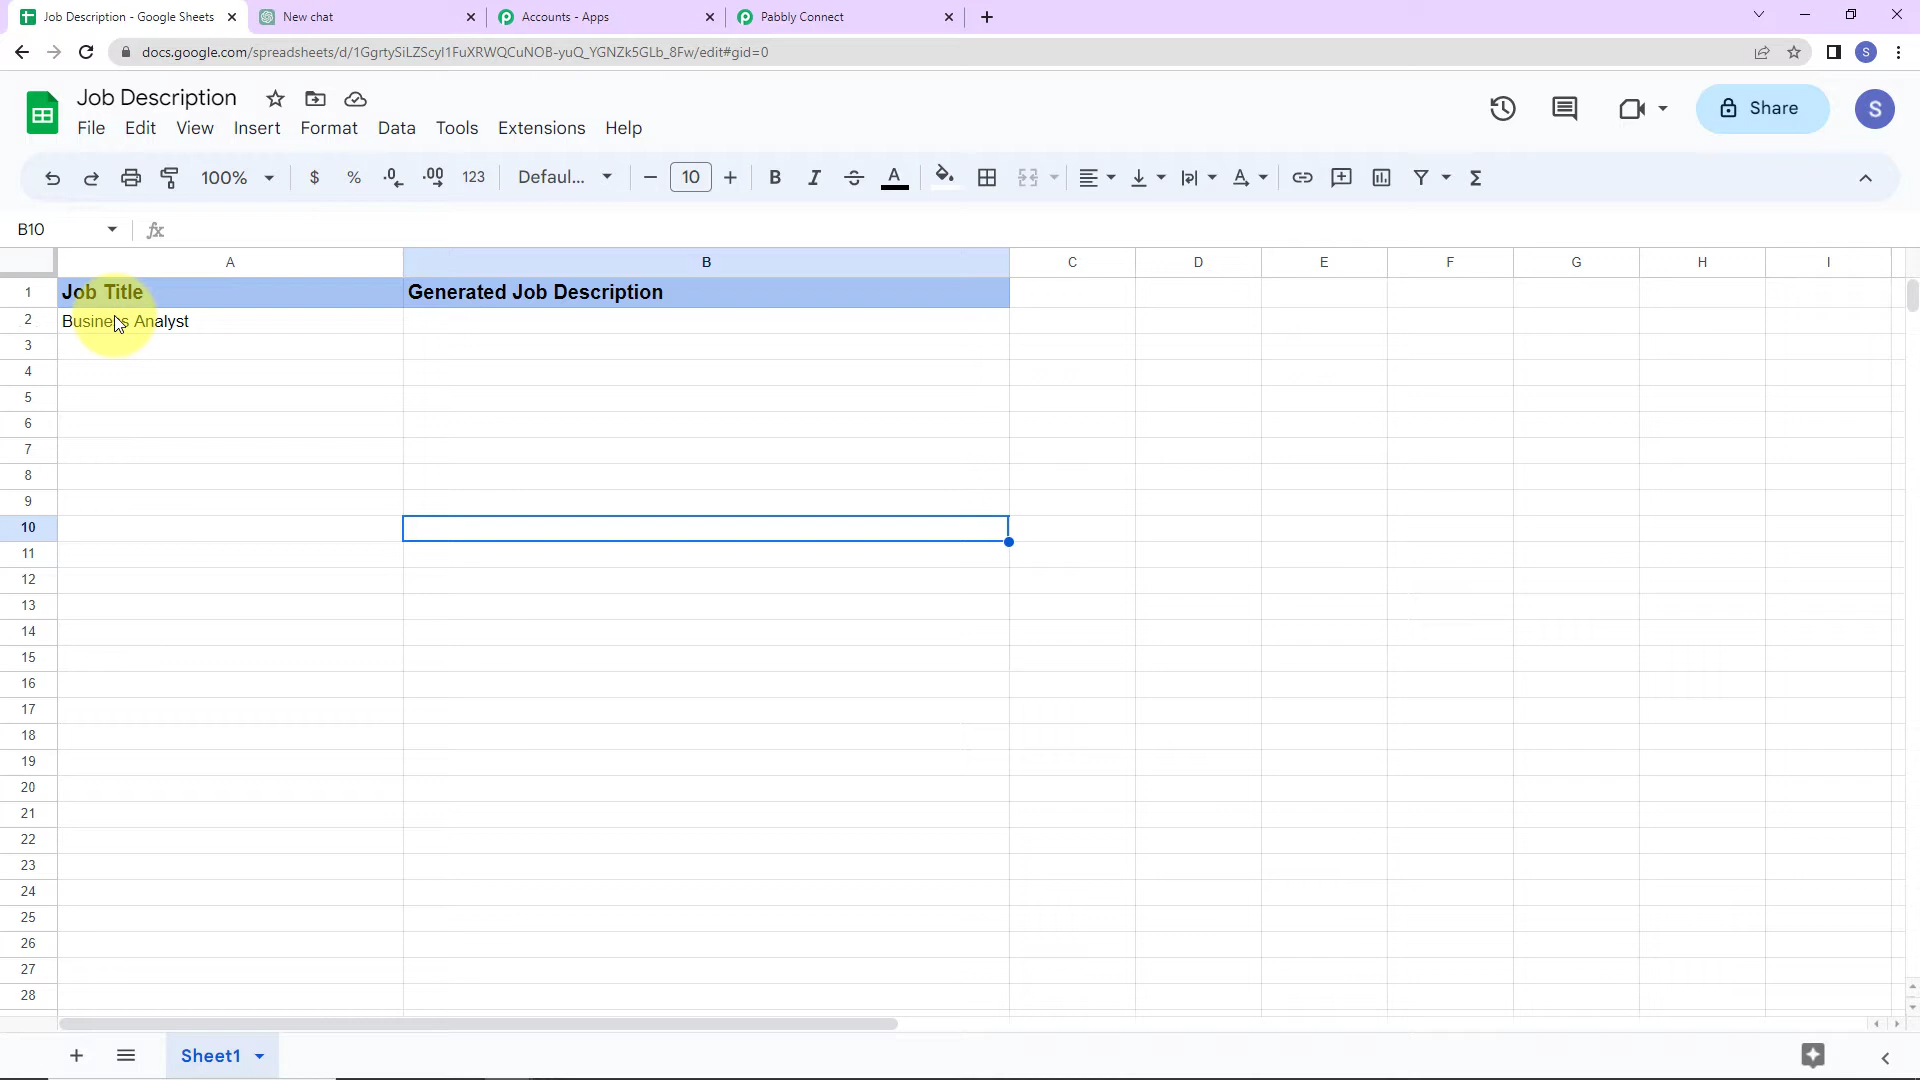 Job Description - Google Sheets
New chat
Accounts - Apps
Pabbly Connect
docs.google.com/spreadsheets/d/1GgrtySiLZScyl1FuXRWQCuNOB-yuQ_YGNZk5GLb_8Fw/edit#gid=0
S
Job Description
File Edit View Insert Format Data Tools Extensions Help
Share
S
100% $ % .0 .00 123 Defaul... 10 B I S A Σ
B10 fx
A B C D E F G H I
1 Job Title Generated Job Description
2 Business Analyst
3
4
5
6
7
8
9
10
11
12
13
14
15
16
17
18
19
20
21
22
23
24
25
26
27
28
Sheet1